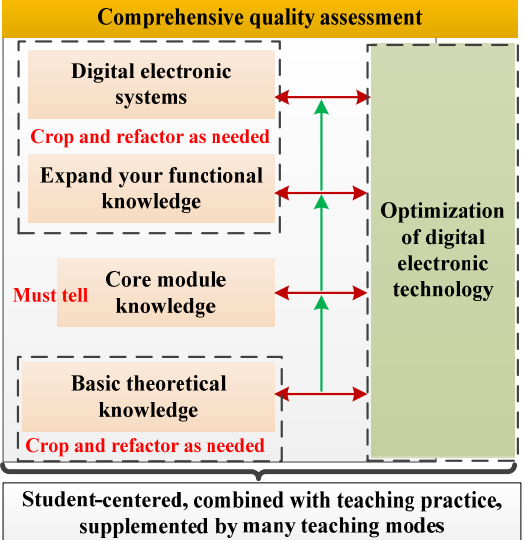 Comprehensive quality assessment
Digital electronic
systems
Crop and refactor as needed
Expand your functional
knowledge
Must tell
Core module
knowledge
Basic theoretical
knowledge
Crop and refactor as needed
Optimization
of digital
electronic
technology
Student-centered, combined with teaching practice,
supplemented by many teaching modes